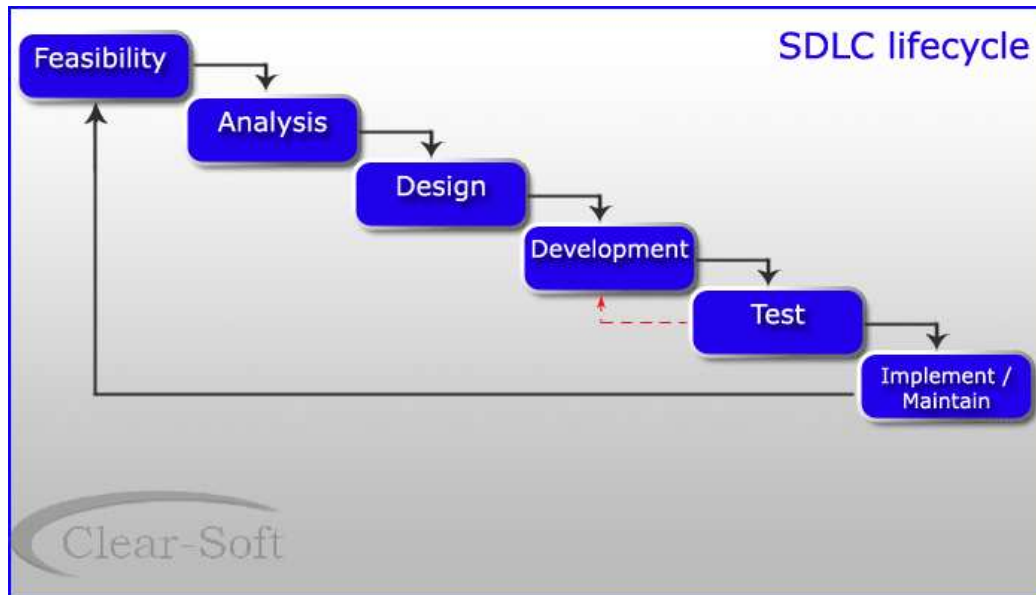 SDLC lifecycle
Feasibility
Analysis
Design
Development
Test
Implement /
Maintain
Clear-Soft